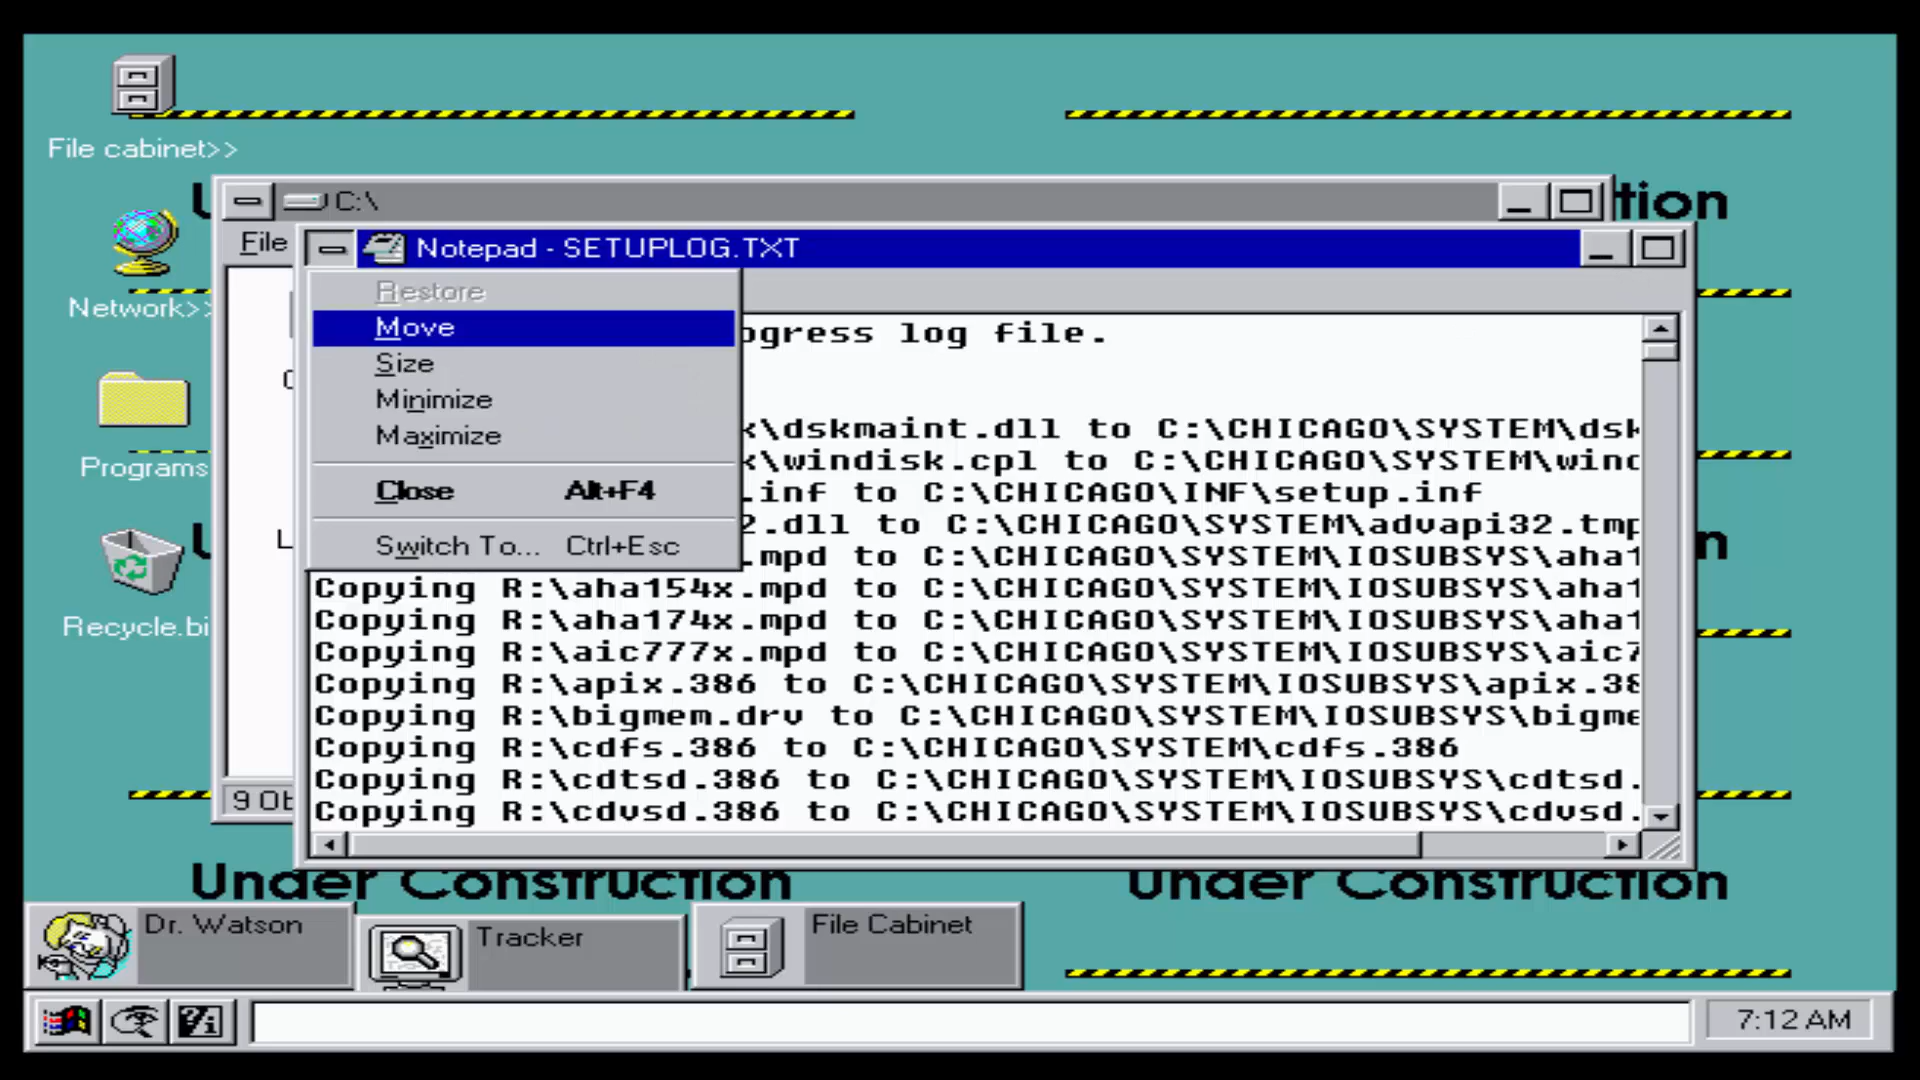 File cabinet>>
C:\
tion
File
Notepad - SETUPLOG.TXT
Network>>
Restore
Move
Size
Minimize
Maximize
Close Alt+F4
Switch To... Ctrl+Esc
ogress log file.
\dskmaint.dll to C:\CHICAGO\SYSTEM\dsk
\windisk.cpl to C:\CHICAGO\SYSTEM\wind
.inf to C:\CHICAGO\INF\setup.inf
2.dll to C:\CHICAGO\SYSTEM\advapi32.tmp
.mpd to C:\CHICAGO\SYSTEM\IOSUBSYS\aha1
Copying R:\aha154x.mpd to C:\CHICAGO\SYSTEM\IOSUBSYS\aha1
Copying R:\aha174x.mpd to C:\CHICAGO\SYSTEM\IOSUBSYS\aha1
Copying R:\aic777x.mpd to C:\CHICAGO\SYSTEM\IOSUBSYS\aic7
Copying R:\apix.386 to C:\CHICAGO\SYSTEM\IOSUBSYS\apix.38
Copying R:\bigmem.drv to C:\CHICAGO\SYSTEM\IOSUBSYS\bigme
Copying R:\cdfs.386 to C:\CHICAGO\SYSTEM\cdfs.386
Copying R:\cdtsd.386 to C:\CHICAGO\SYSTEM\IOSUBSYS\cdtsd.
Copying R:\cdvsd.386 to C:\CHICAGO\SYSTEM\IOSUBSYS\cdvsd.
Programs
Recycle.bi
9 Ob
Under Construction
Under Construction
Dr. Watson
Tracker
File Cabinet
7:12 AM